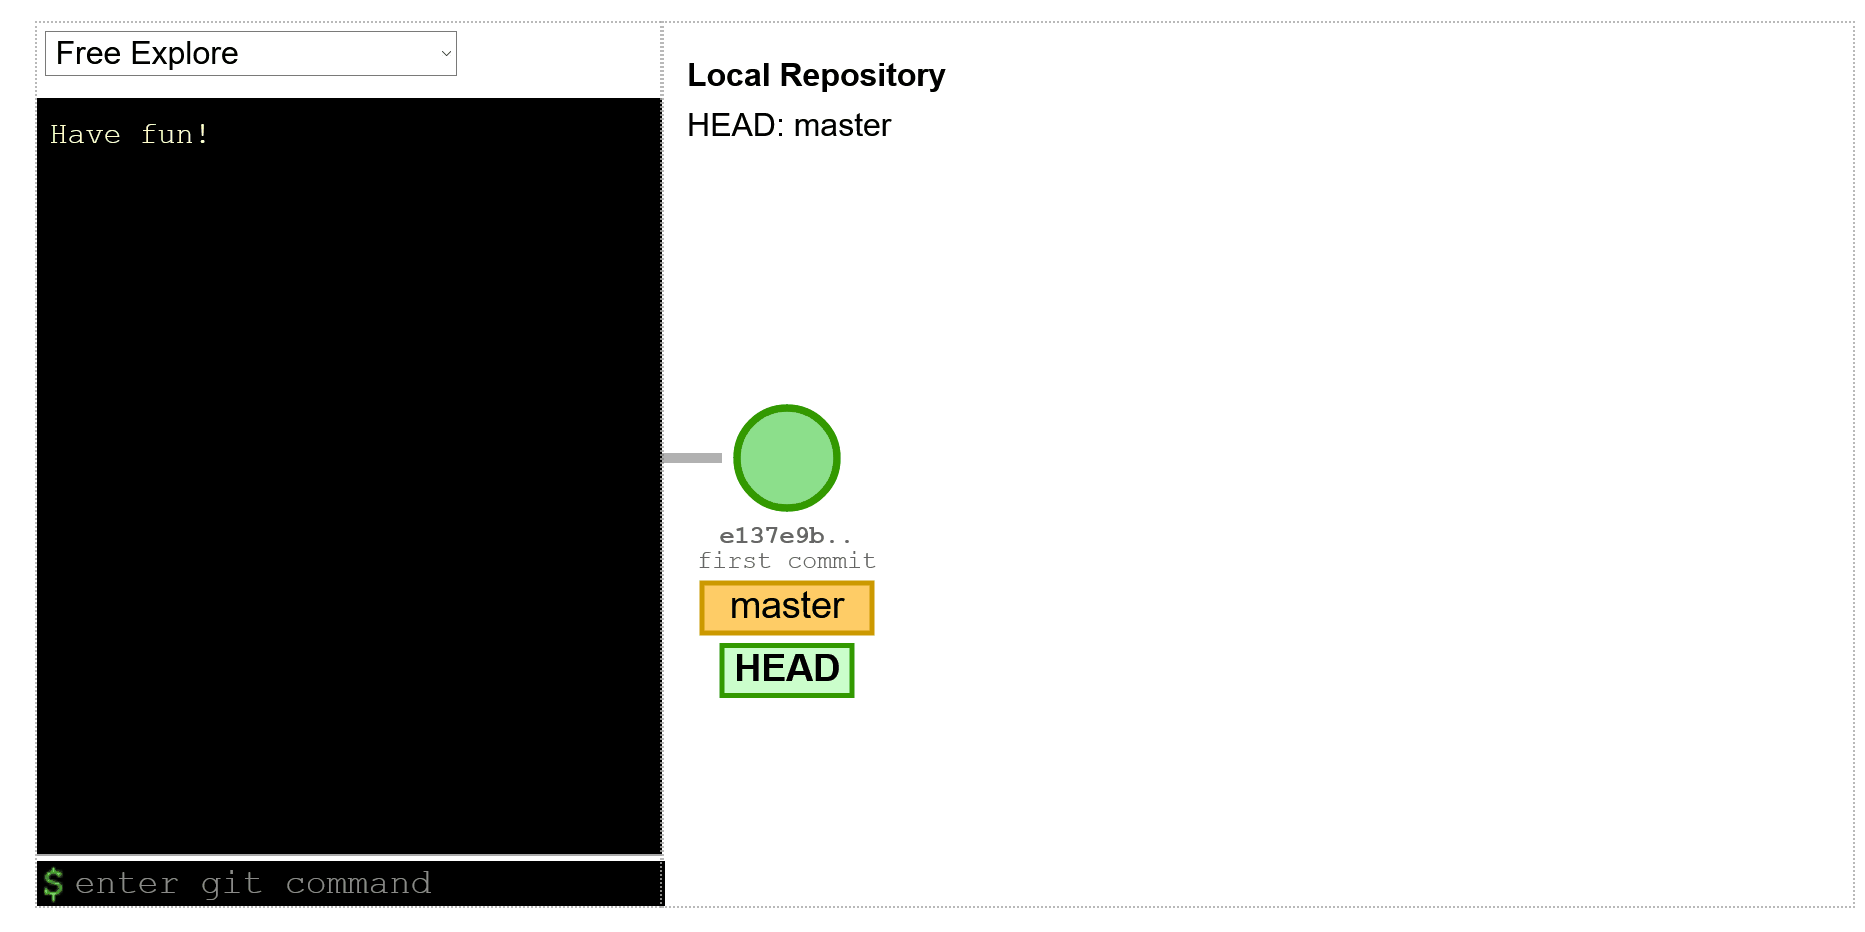 Free Explore
Have fun!
$ enter git command
Local Repository
HEAD: master
e137e9b..
first commit
master
HEAD